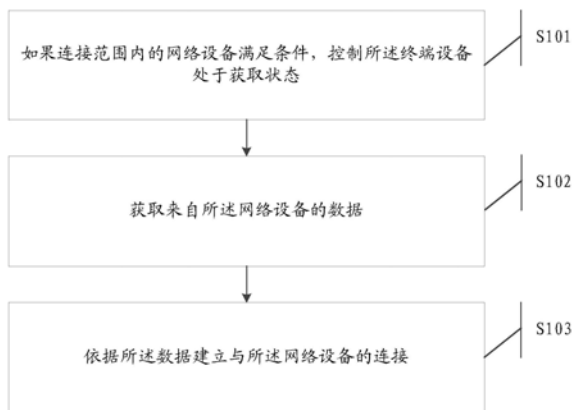 如果连接范围内的网络设备满足条件，控制所述终端设备
处于获取状态
S101
获取来自所述网络设备的数据
S102
依据所述数据建立与所述网络设备的连接
S103